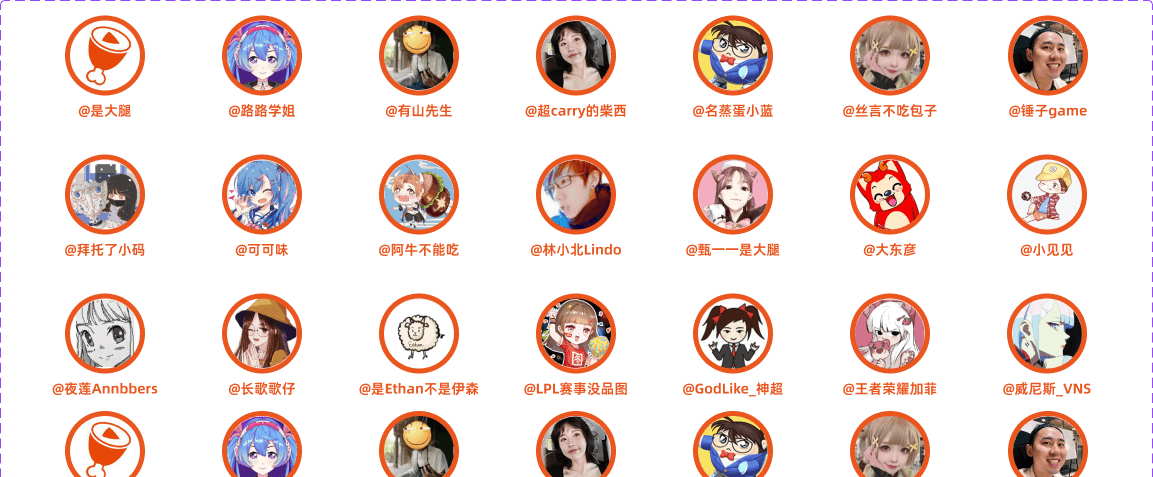 @是大腿
@路路学姐
@有山先生
@超carry的柴西
@名蒸蛋小蓝
@丝言不吃包子
@锤子game
@拜托了小码
@可可味
@阿牛不能吃
@林小北Lindo
@甄一一是大腿
@大东彦
@小见见
@夜莲Annbbers
@长歌歌仔
@是Ethan不是伊森
@LPL赛事没品图
@GodLike_神超
@王者荣耀加菲
@威尼斯_VNS